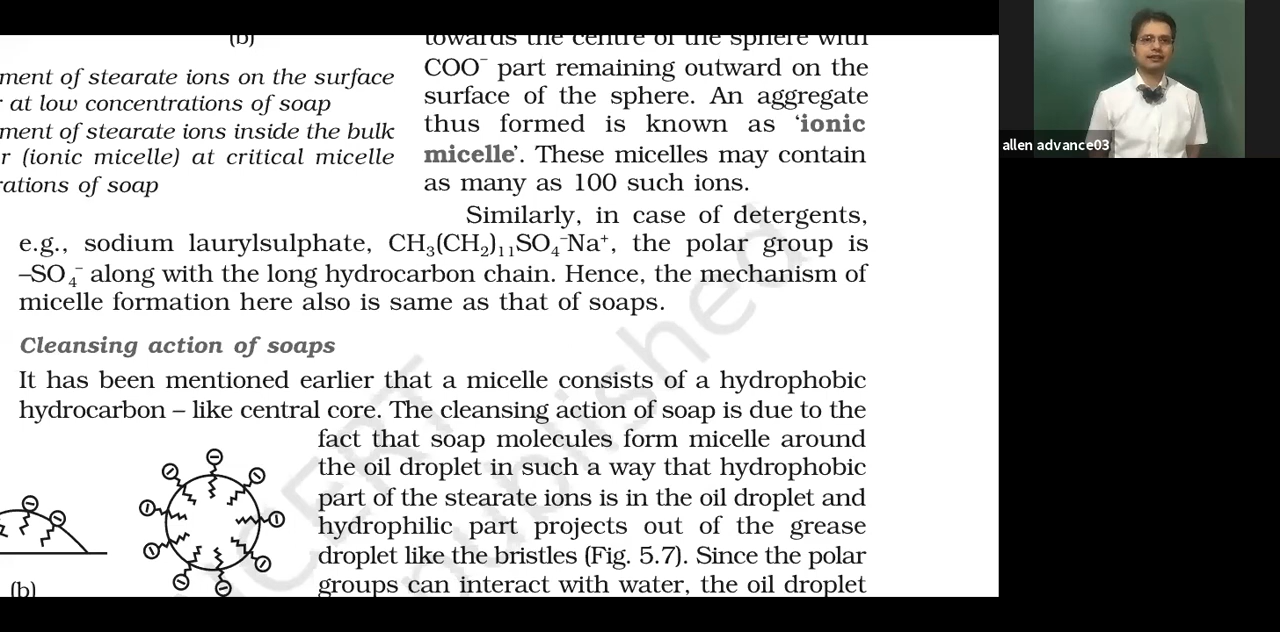 (b)
towards the centre of the sphere with
ment of stearate ions on the surface
COO⁻ part remaining outward on the
r at low concentrations of soap
surface of the sphere. An aggregate
ment of stearate ions inside the bulk
thus formed is known as ‘ionic
r (ionic micelle) at critical micelle
micelle’. These micelles may contain
rations of soap
as many as 100 such ions.
Similarly, in case of detergents,
e.g., sodium laurylsulphate, CH₃(CH₂)₁₁SO₄⁻Na⁺, the polar group is
–SO₄⁻ along with the long hydrocarbon chain. Hence, the mechanism of
micelle formation here also is same as that of soaps.
Cleansing action of soaps
It has been mentioned earlier that a micelle consists of a hydrophobic
hydrocarbon – like central core. The cleansing action of soap is due to the
fact that soap molecules form micelle around
the oil droplet in such a way that hydrophobic
part of the stearate ions is in the oil droplet and
hydrophilic part projects out of the grease
droplet like the bristles (Fig. 5.7). Since the polar
groups can interact with water, the oil droplet
(b)
NCERT
published
allen advance03